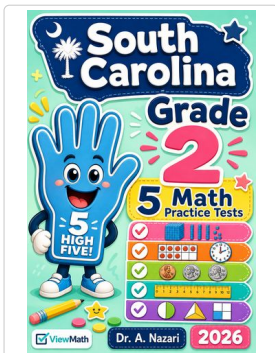 South
Carolina
Grade
2
5 Math
Practice Tests
5
HIGH
FIVE!
ViewMath
Dr. A. Nazari
2026